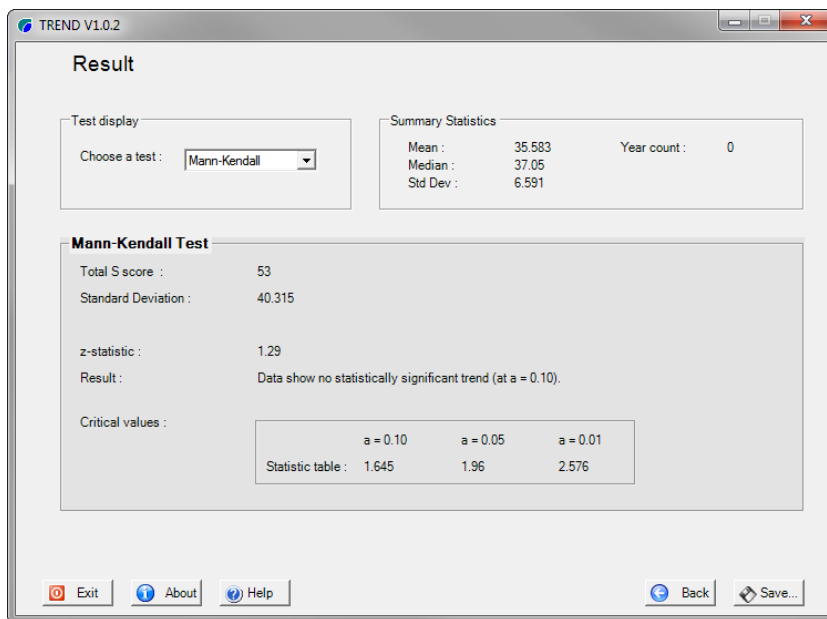 TREND V1.0.2
Result
Test display
Choose a test : Mann-Kendall
Summary Statistics
Mean : 35.583 Year count : 0
Median : 37.05
Std Dev : 6.591
Mann-Kendall Test
Total S score : 53
Standard Deviation : 40.315
z-statistic : 1.29
Result : Data show no statistically significant trend (at a = 0.10).
Critical values :
a = 0.10 a = 0.05 a = 0.01
Statistic table : 1.645 1.96 2.576
Exit About Help Back Save...